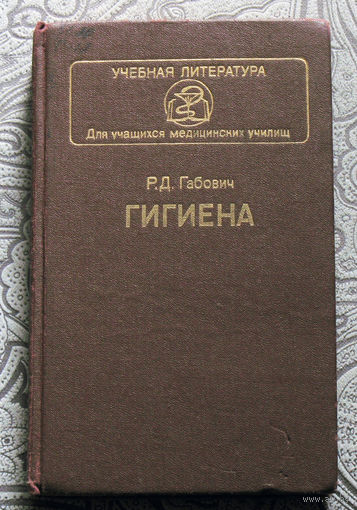 УЧЕБНАЯ ЛИТЕРАТУРА
Для учащихся медицинских училищ
Р.Д. Габович
ГИГИЕНА